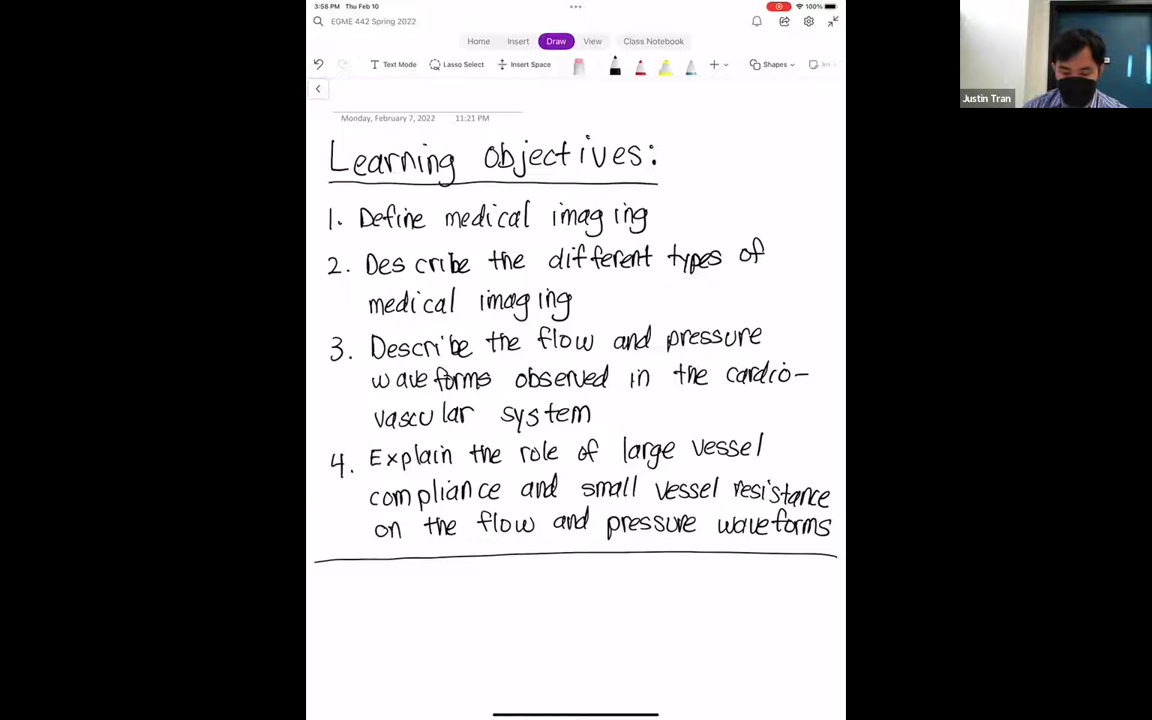 3:58 PM Thu Feb 10
100%
EGME 442 Spring 2022
Home Insert Draw View Class Notebook
Text Mode Lasso Select Insert Space Shapes
Monday, February 7, 2022 11:21 PM
Learning objectives:
1. Define medical imaging
2. Describe the different types of
medical imaging
3. Describe the flow and pressure
waveforms observed in the cardio-
vascular system
4. Explain the role of large vessel
compliance and small vessel resistance
on the flow and pressure waveforms
Justin Tran